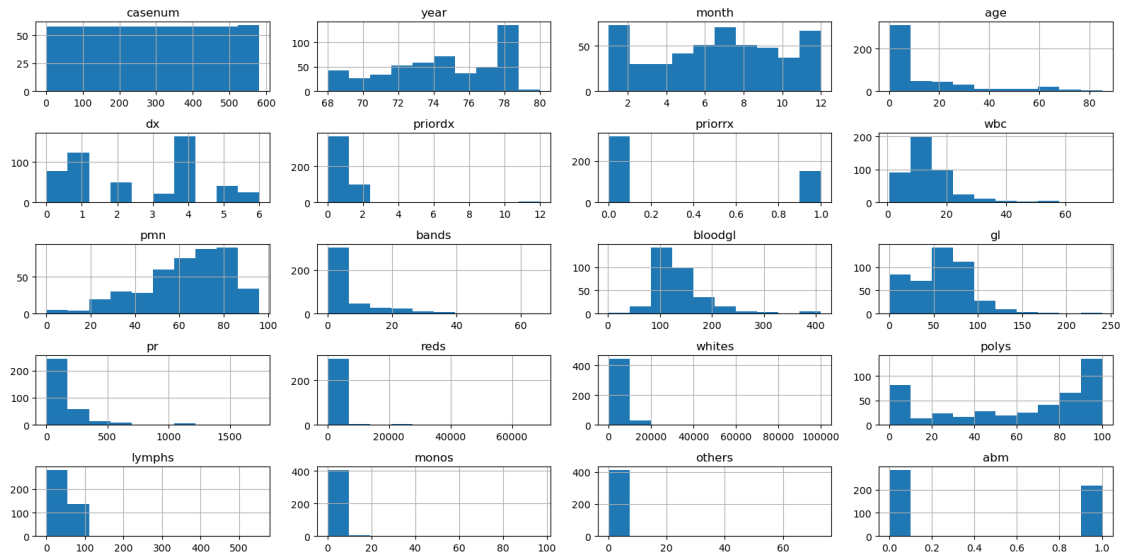 casenum year month age
50 25 0
0 100 200 300 400 500 600
100 50 0
68 70 72 74 76 78 80
50 0
2 4 6 8 10 12
200 0
0 20 40 60 80
dx priordx priorrx wbc
100 0
0 1 2 3 4 5 6
200 0
0 2 4 6 8 10 12
200 0
0.0 0.2 0.4 0.6 0.8 1.0
200 100 0
0 20 40 60
pmn bands bloodgl gl
50 0
0 20 40 60 80 100
200 0
0 20 40 60
100 50 0
0 100 200 300 400
100 50 0
0 50 100 150 200 250
pr reds whites polys
200 100 0
0 500 1000 1500
200 0
0 20000 40000 60000
400 200 0
0 20000 40000 60000 80000 100000
100 50 0
0 20 40 60 80 100
lymphs monos others abm
200 100 0
0 100 200 300 400 500
400 200 0
0 20 40 60 80 100
400 200 0
0 20 40 60
200 100 0
0.0 0.2 0.4 0.6 0.8 1.0